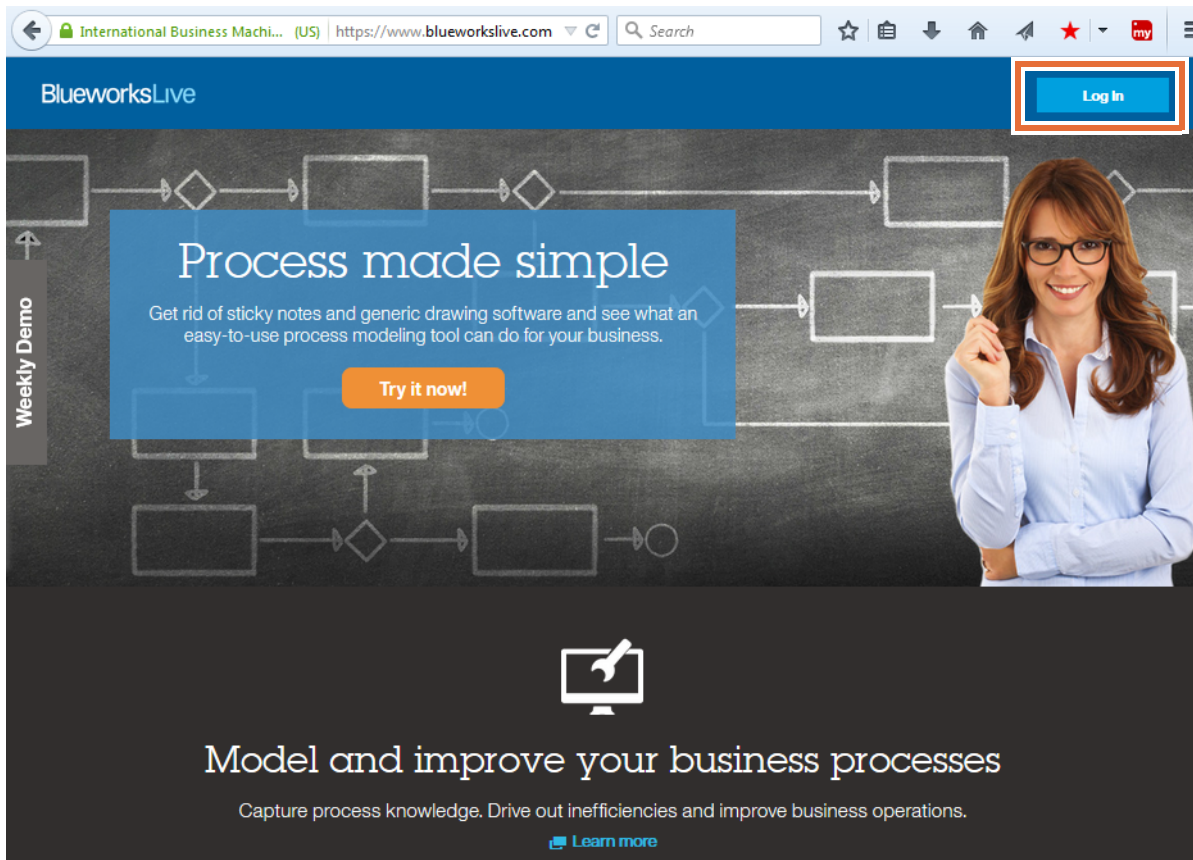 International Business Machi... (US) https://www.blueworkslive.com Search
my
BlueworksLive
Log In
Process made simple
Get rid of sticky notes and generic drawing software and see what an
easy-to-use process modeling tool can do for your business.
Try it now!
Weekly Demo
Model and improve your business processes
Capture process knowledge. Drive out inefficiencies and improve business operations.
Learn more